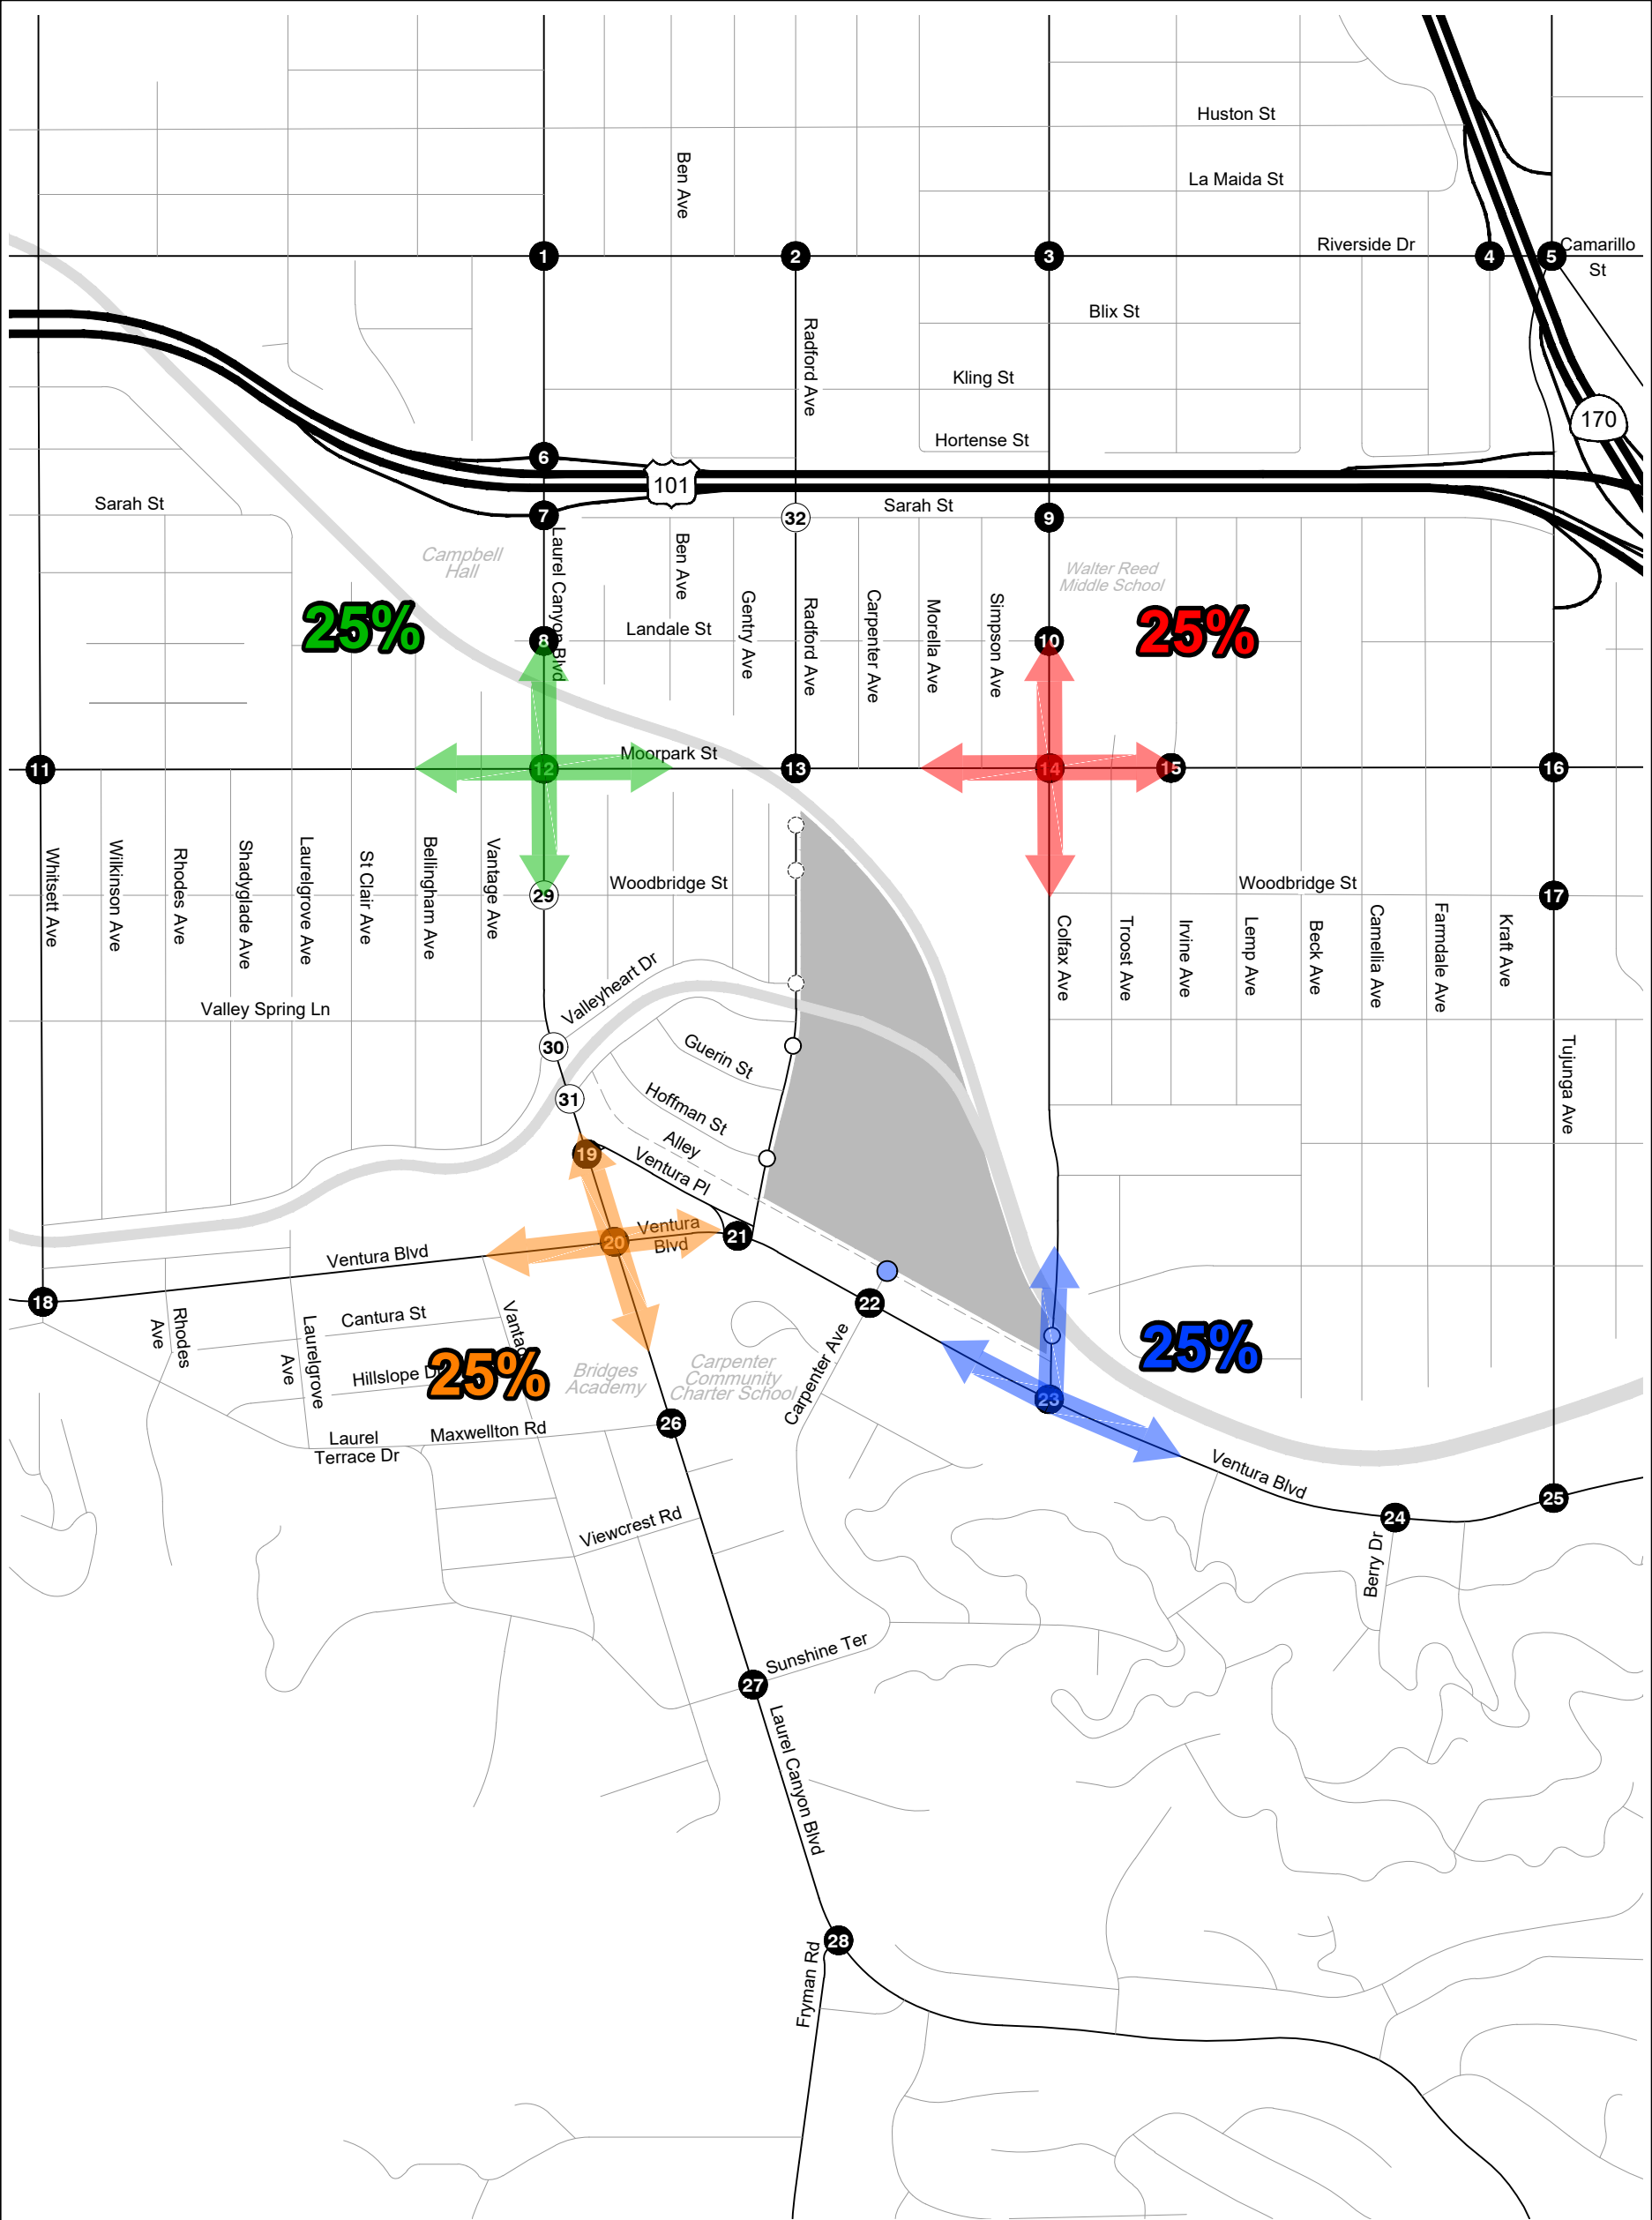 Huston St
Ben Ave
La Maida St
Riverside Dr
Camarillo
St
1
2
3
4
5
Blix St
Radford Ave
Kling St
170
Hortense St
6
101
7
Sarah St
Sarah St
32
9
Laurel Canyon Blvd
Campbell
Hall
Ben Ave
Walter Reed
Middle School
Gentry Ave
Radford Ave
Carpenter Ave
Morella Ave
Simpson Ave
25%
8
Landale St
10
25%
Moorpark St
11
12
13
14
15
16
Whitsett Ave
Wilkinson Ave
Rhodes Ave
Shadyglade Ave
Laurelgrove Ave
St Clair Ave
Bellingham Ave
Vantage Ave
29
Woodbridge St
Woodbridge St
17
Colfax Ave
Troost Ave
Irvine Ave
Lemp Ave
Beck Ave
Camellia Ave
Farmdale Ave
Kraft Ave
Valleyheart Dr
Valley Spring Ln
30
Guerin St
Tujunga Ave
31
Hoffman St
Alley
19
Ventura Pl
Ventura
Blvd
20
21
Ventura Blvd
22
18
Cantura St
Rhodes
Ave
Laurelgrove
Ave
Hillslope D
25%
Bridges
Academy
Carpenter
Community
Charter School
Carpenter Ave
25%
23
26
Laurel
Terrace Dr
Maxwellton Rd
Ventura Blvd
24
25
Viewcrest Rd
Berry Dr
Sunshine Ter
27
Laurel Canyon Blvd
28
Fryman Rd